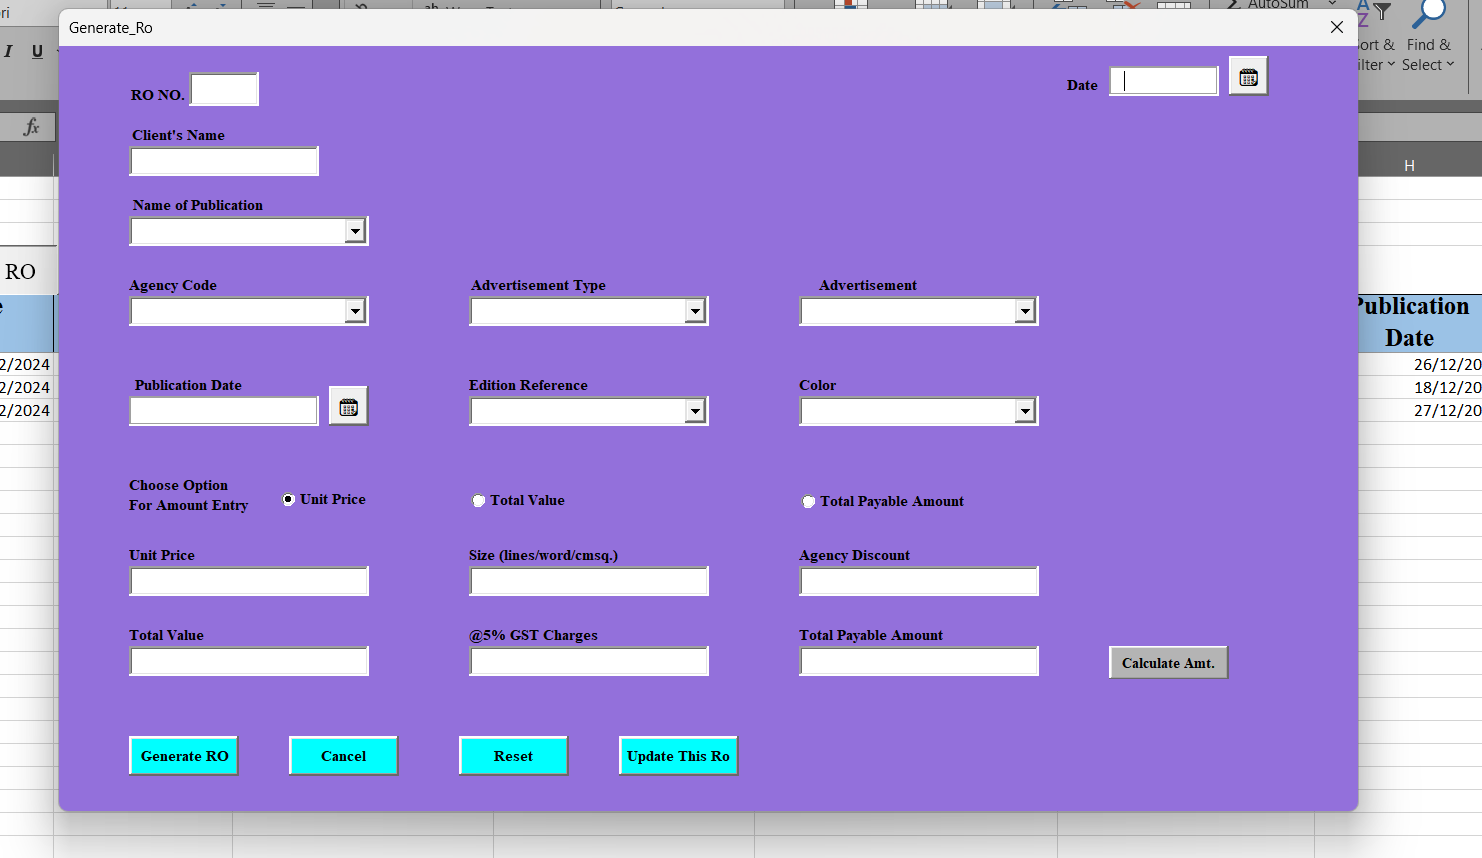 AutoSum
Generate_Ro
I U
ort & Find &
ilter Select
fx
RO NO.
Date
Client's Name
H
Name of Publication
RO
Agency Code Advertisement Type Advertisement
Publication
Date
2/2024 26/12/20
2/2024 18/12/20
2/2024 27/12/20
Publication Date Edition Reference Color
Choose Option
For Amount Entry Unit Price Total Value Total Payable Amount
Unit Price Size (lines/word/cmsq.) Agency Discount
Total Value @5% GST Charges Total Payable Amount
Calculate Amt.
Generate RO Cancel Reset Update This Ro